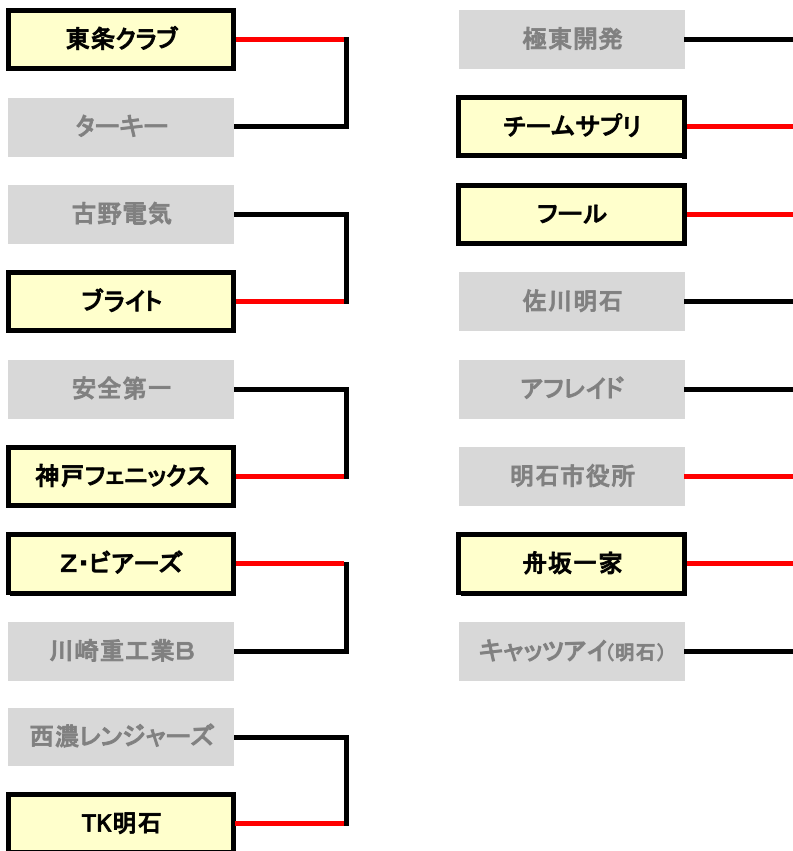 東条クラブ
ターキー
古野電気
ブライト
安全第一
神戸フェニックス
Z・ビアーズ
川崎重工業B
西濃レンジャーズ
TK明石
極東開発
チームサプリ
フール
佐川明石
アフレイド
明石市役所
舟坂一家
キャッツアイ(明石)